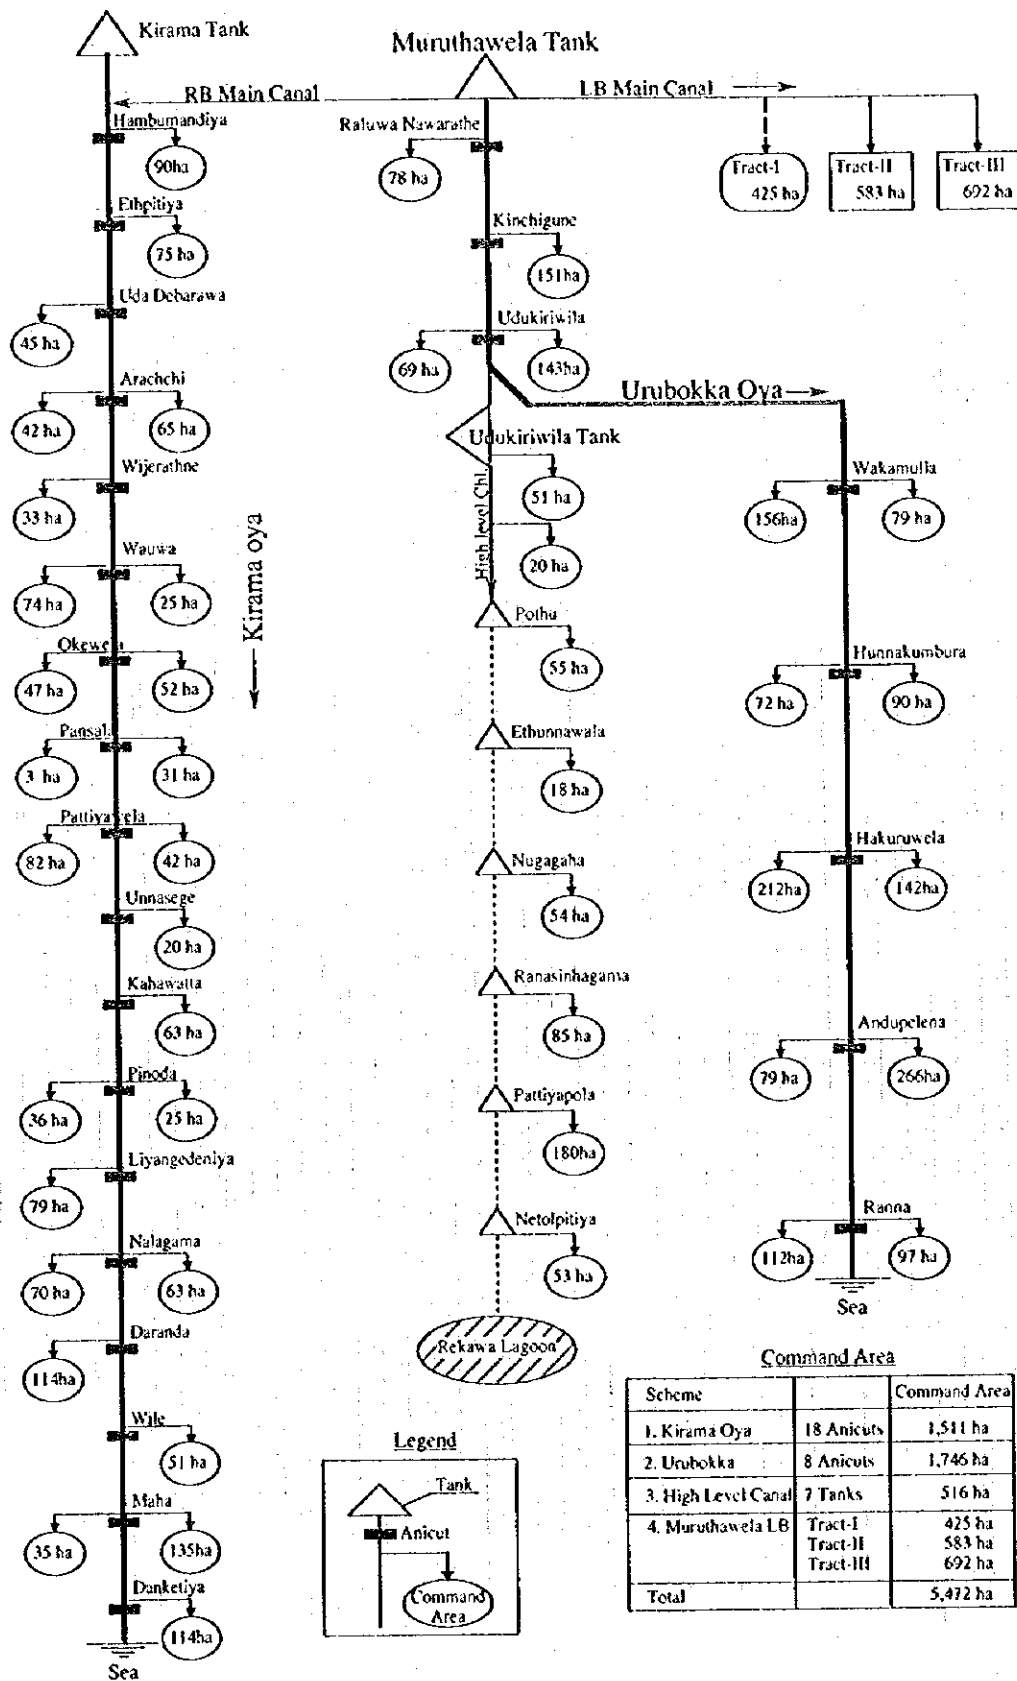 Kirama Tank
Muruthawela Tank
RB Main Canal
LB Main Canal
Hambumandiya
90ha
Ethpitiya
75 ha
Uda Debarawa
45 ha
Arachchi
42 ha
65 ha
Wijerathne
33 ha
Wauwa
74 ha
25 ha
Okewela
47 ha
52 ha
Pansala
3 ha
31 ha
Pattiyawela
82 ha
42 ha
Unnasege
20 ha
Kahawatta
63 ha
Pinoda
36 ha
25 ha
Liyangedeniya
79 ha
Nalagama
70 ha
63 ha
Daranda
114ha
Wile
51 ha
Maha
35 ha
135ha
Danketiya
114ha
Sea
Kirama oya
Raluwa Nawarathe
78 ha
Kinchigune
151ha
Udukiriwila
69 ha
143ha
Udukiriwila Tank
51 ha
20 ha
High level Chl.
Pothu
55 ha
Ethunnawala
18 ha
Nugagaha
54 ha
Ranasinhagama
85 ha
Pattiyapola
180ha
Netolpitiya
53 ha
Rekawa Lagoon
Tract-I
425 ha
Tract-II
583 ha
Tract-III
692 ha
Urubokka Oya
Wakamulla
156ha
79 ha
Hunnakumbura
72 ha
90 ha
Hakuruwela
212ha
142ha
Andupelena
79 ha
266ha
Ranna
112ha
97 ha
Sea
Legend
Tank
Anicut
Command
Area
Command Area
Scheme Command Area
1. Kirama Oya 18 Anicuts 1,511 ha
2. Urubokka 8 Anicuts 1,746 ha
3. High Level Canal 7 Tanks 516 ha
4. Muruthawela LB Tract-I 425 ha
Tract-II 583 ha
Tract-III 692 ha
Total 5,472 ha